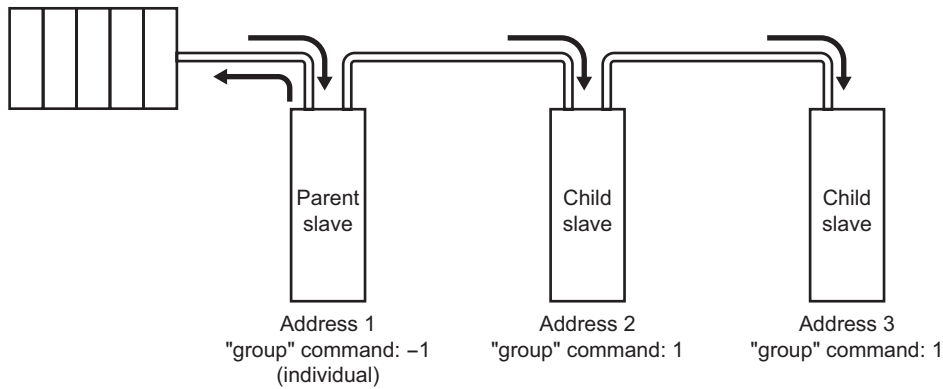 Parent
slave
Child
slave
Child
slave
Address 1
"group" command: −1
(individual)
Address 2
"group" command: 1
Address 3
"group" command: 1